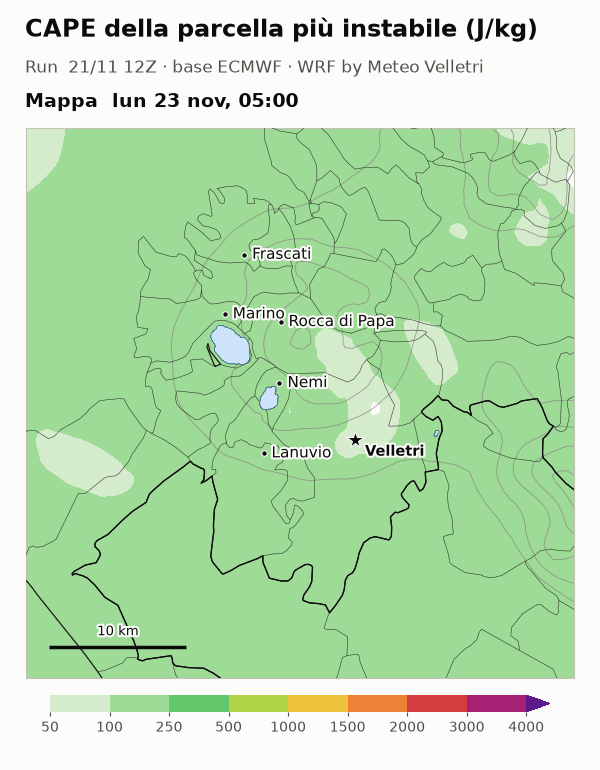 CAPE della parcella più instabile (J/kg)
Run  21/11 12Z · base ECMWF · WRF by Meteo Velletri
Mappa  lun 23 nov, 05:00
Frascati
Marino
Rocca di Papa
Nemi
Velletri
Lanuvio
10 km
50 100 250 500 1000 1500 2000 3000 4000